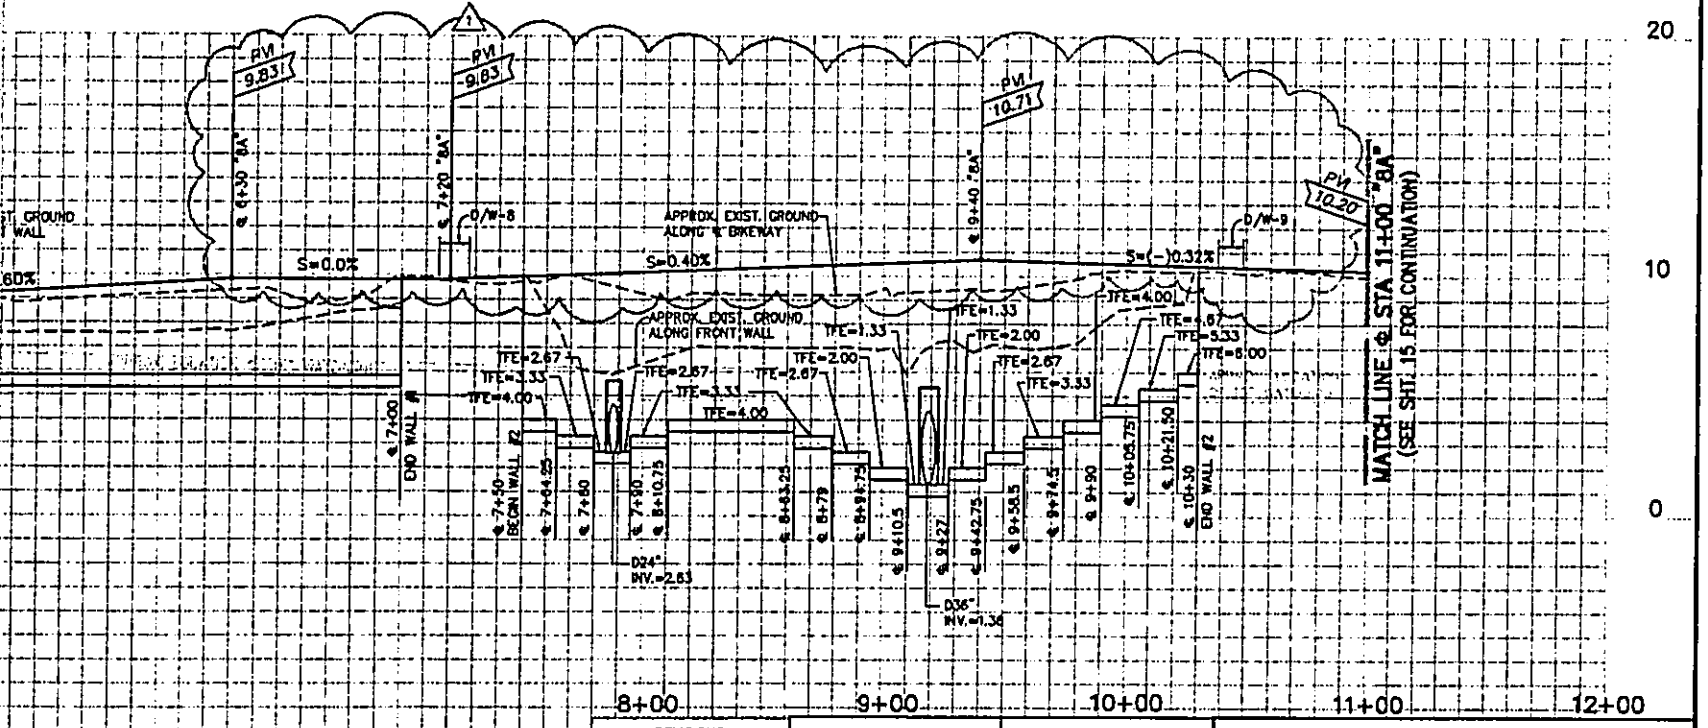 20
1
PVI
9.83
PVI
9.83
PVI
10.71
PVI
10.20
℄ 6+30 "8A"
℄ 7+20 "8A"
℄ 9+40 "8A"
GROUND
WALL
D/W-8
APPROX. EXIST. GROUND
ALONG ℄ BIKEWAY
D/W-9
.60%
S=0.0%
S=0.40%
S=(-)0.32%
10
MATCH LINE @ STA 11+00 "8A"
(SEE SHT. 15 FOR CONTINUATION)
APPROX. EXIST. GROUND
ALONG FRONT WALL
TFE=1.33
TFE=1.33
TFE=4.00
TFE=4.67
TFE=2.67
TFE=2.67
TFE=2.00
TFE=2.00
TFE=5.33
TFE=3.33
TFE=3.33
TFE=2.67
TFE=2.67
TFE=6.00
TFE=4.00
TFE=4.00
TFE=3.33
℄ 7+00
END WALL #1
℄ 7+50
BEGIN WALL #2
℄ 7+64.25
℄ 7+80
℄ 7+90
℄ 8+10.75
℄ 8+63.25
℄ 8+79
℄ 8+94.75
℄ 9+10.5
℄ 9+27
℄ 9+42.75
℄ 9+58.5
℄ 9+74.5
℄ 9+90
℄ 10+05.75
℄ 10+21.50
℄ 10+30
END WALL #2
0
D24"
INV.=2.63
D36"
INV.=1.36
8+00
9+00
10+00
11+00
12+00